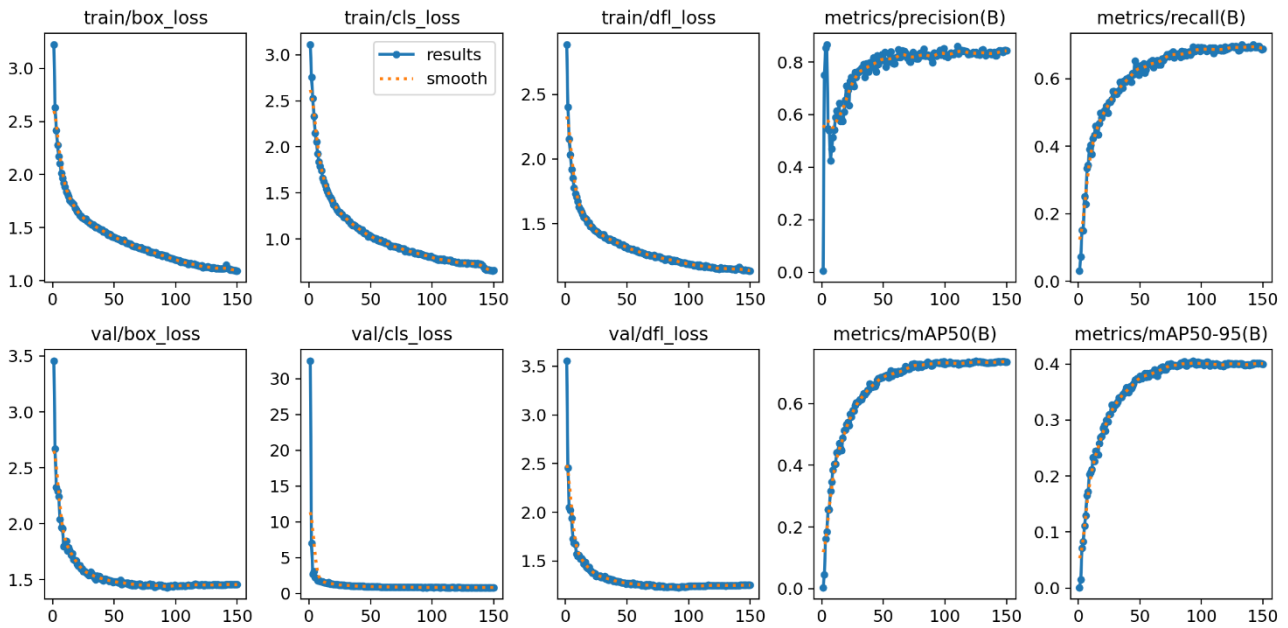 train/box_loss
3.0
2.5
2.0
1.5
1.0
0 50 100 150
train/cls_loss
results
smooth
3.0
2.5
2.0
1.5
1.0
0 50 100 150
train/dfl_loss
3.0
2.5
2.0
1.5
0 50 100 150
metrics/precision(B)
0.8
0.6
0.4
0.2
0.0
0 50 100 150
metrics/recall(B)
0.6
0.4
0.2
0.0
0 50 100 150
val/box_loss
3.5
3.0
2.5
2.0
1.5
0 50 100 150
val/cls_loss
30
25
20
15
10
5
0
0 50 100 150
val/dfl_loss
3.5
3.0
2.5
2.0
1.5
0 50 100 150
metrics/mAP50(B)
0.6
0.4
0.2
0.0
0 50 100 150
metrics/mAP50-95(B)
0.4
0.3
0.2
0.1
0.0
0 50 100 150